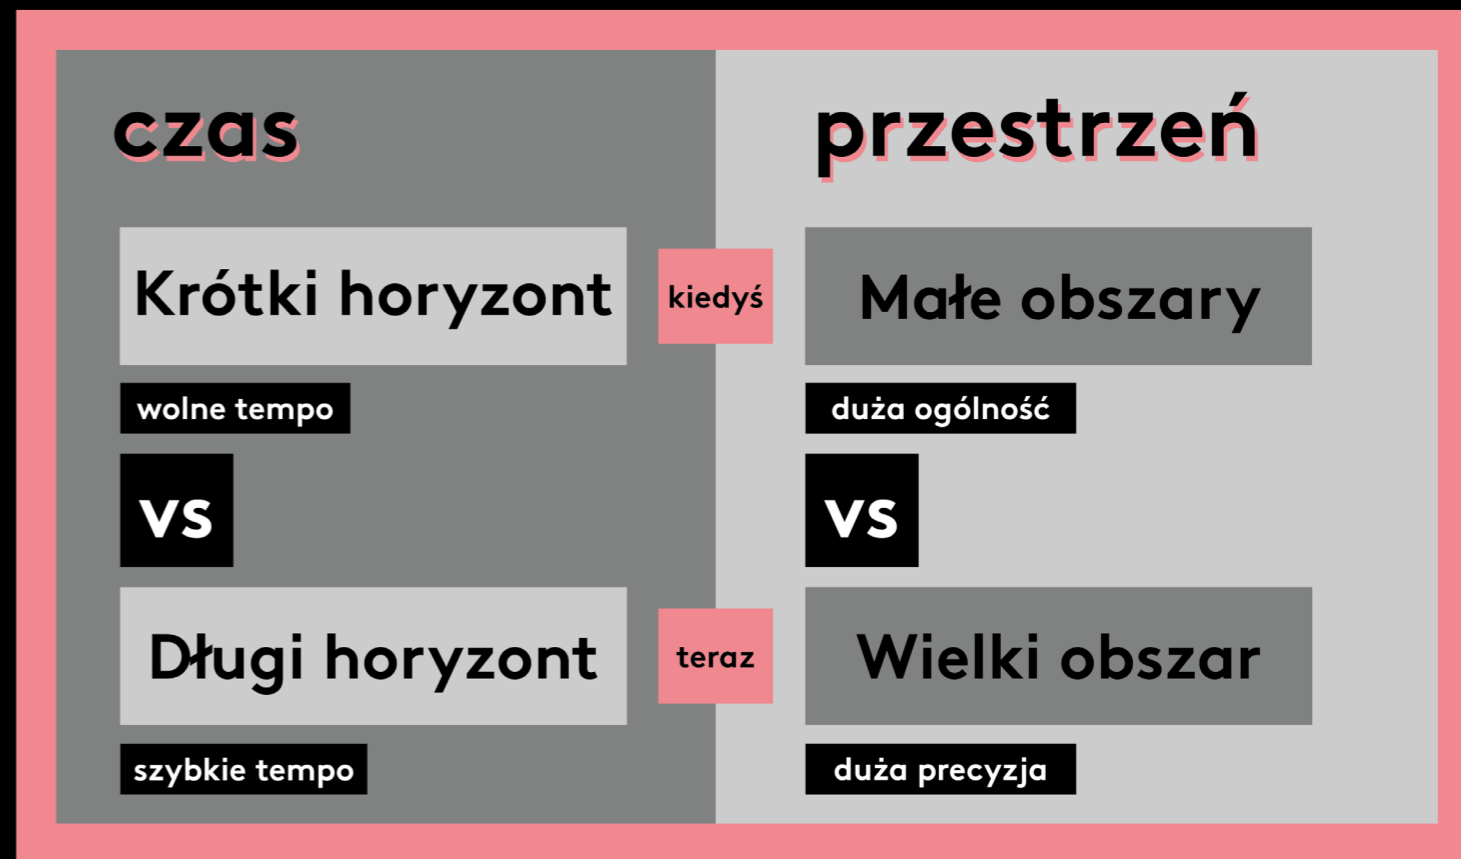 czas
Krótki horyzont
wolne tempo
vs
Długi horyzont
szybkie tempo
kiedyś
teraz
przestrzeń
Małe obszary
duża ogólność
vs
Wielki obszar
duża precyzja